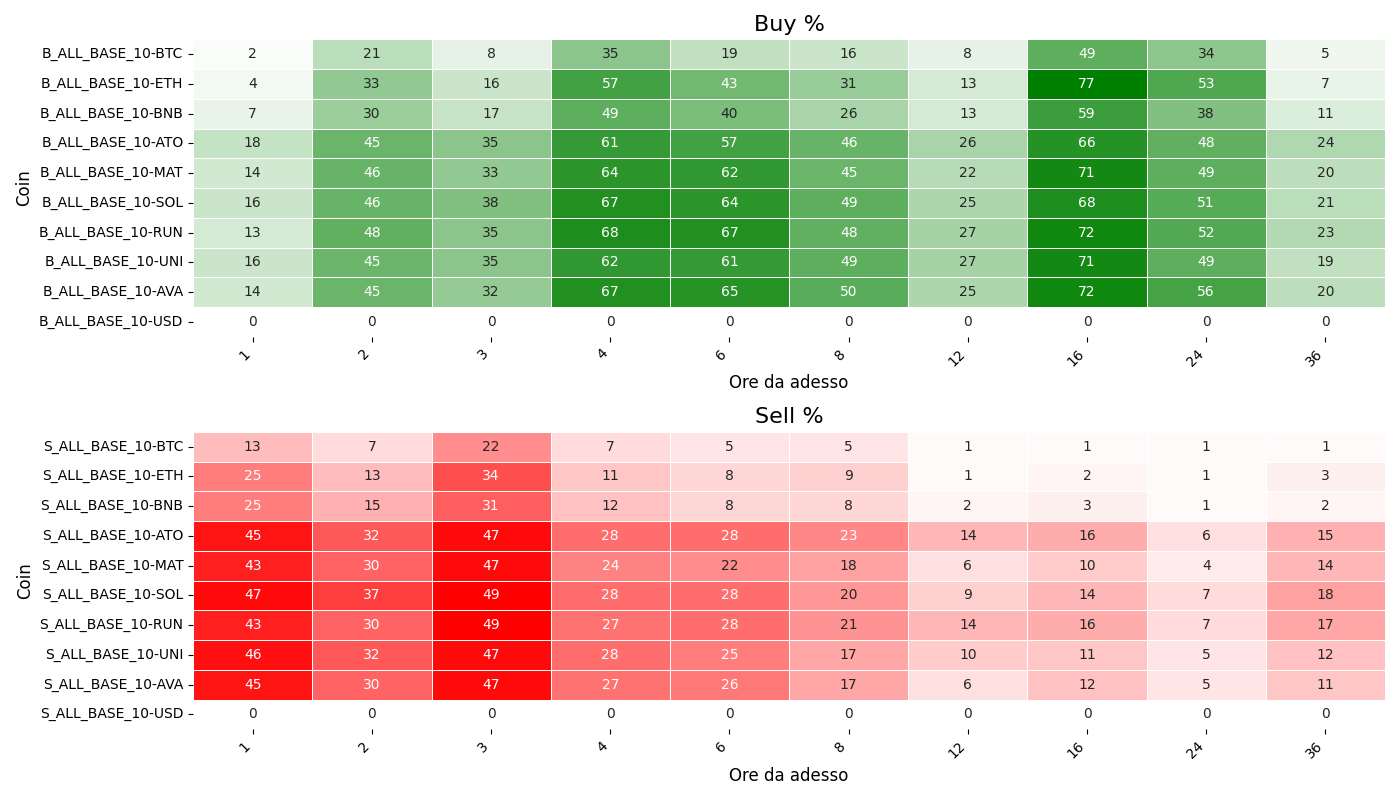 Buy %
Coin
B_ALL_BASE_10-BTC 2 21 8 35 19 16 8 49 34 5
B_ALL_BASE_10-ETH 4 33 16 57 43 31 13 77 53 7
B_ALL_BASE_10-BNB 7 30 17 49 40 26 13 59 38 11
B_ALL_BASE_10-ATO 18 45 35 61 57 46 26 66 48 24
B_ALL_BASE_10-MAT 14 46 33 64 62 45 22 71 49 20
B_ALL_BASE_10-SOL 16 46 38 67 64 49 25 68 51 21
B_ALL_BASE_10-RUN 13 48 35 68 67 48 27 72 52 23
B_ALL_BASE_10-UNI 16 45 35 62 61 49 27 71 49 19
B_ALL_BASE_10-AVA 14 45 32 67 65 50 25 72 56 20
B_ALL_BASE_10-USD 0 0 0 0 0 0 0 0 0 0
1 2 3 4 6 8 12 16 24 36
Ore da adesso
Sell %
Coin
S_ALL_BASE_10-BTC 13 7 22 7 5 5 1 1 1 1
S_ALL_BASE_10-ETH 25 13 34 11 8 9 1 2 1 3
S_ALL_BASE_10-BNB 25 15 31 12 8 8 2 3 1 2
S_ALL_BASE_10-ATO 45 32 47 28 28 23 14 16 6 15
S_ALL_BASE_10-MAT 43 30 47 24 22 18 6 10 4 14
S_ALL_BASE_10-SOL 47 37 49 28 28 20 9 14 7 18
S_ALL_BASE_10-RUN 43 30 49 27 28 21 14 16 7 17
S_ALL_BASE_10-UNI 46 32 47 28 25 17 10 11 5 12
S_ALL_BASE_10-AVA 45 30 47 27 26 17 6 12 5 11
S_ALL_BASE_10-USD 0 0 0 0 0 0 0 0 0 0
1 2 3 4 6 8 12 16 24 36
Ore da adesso